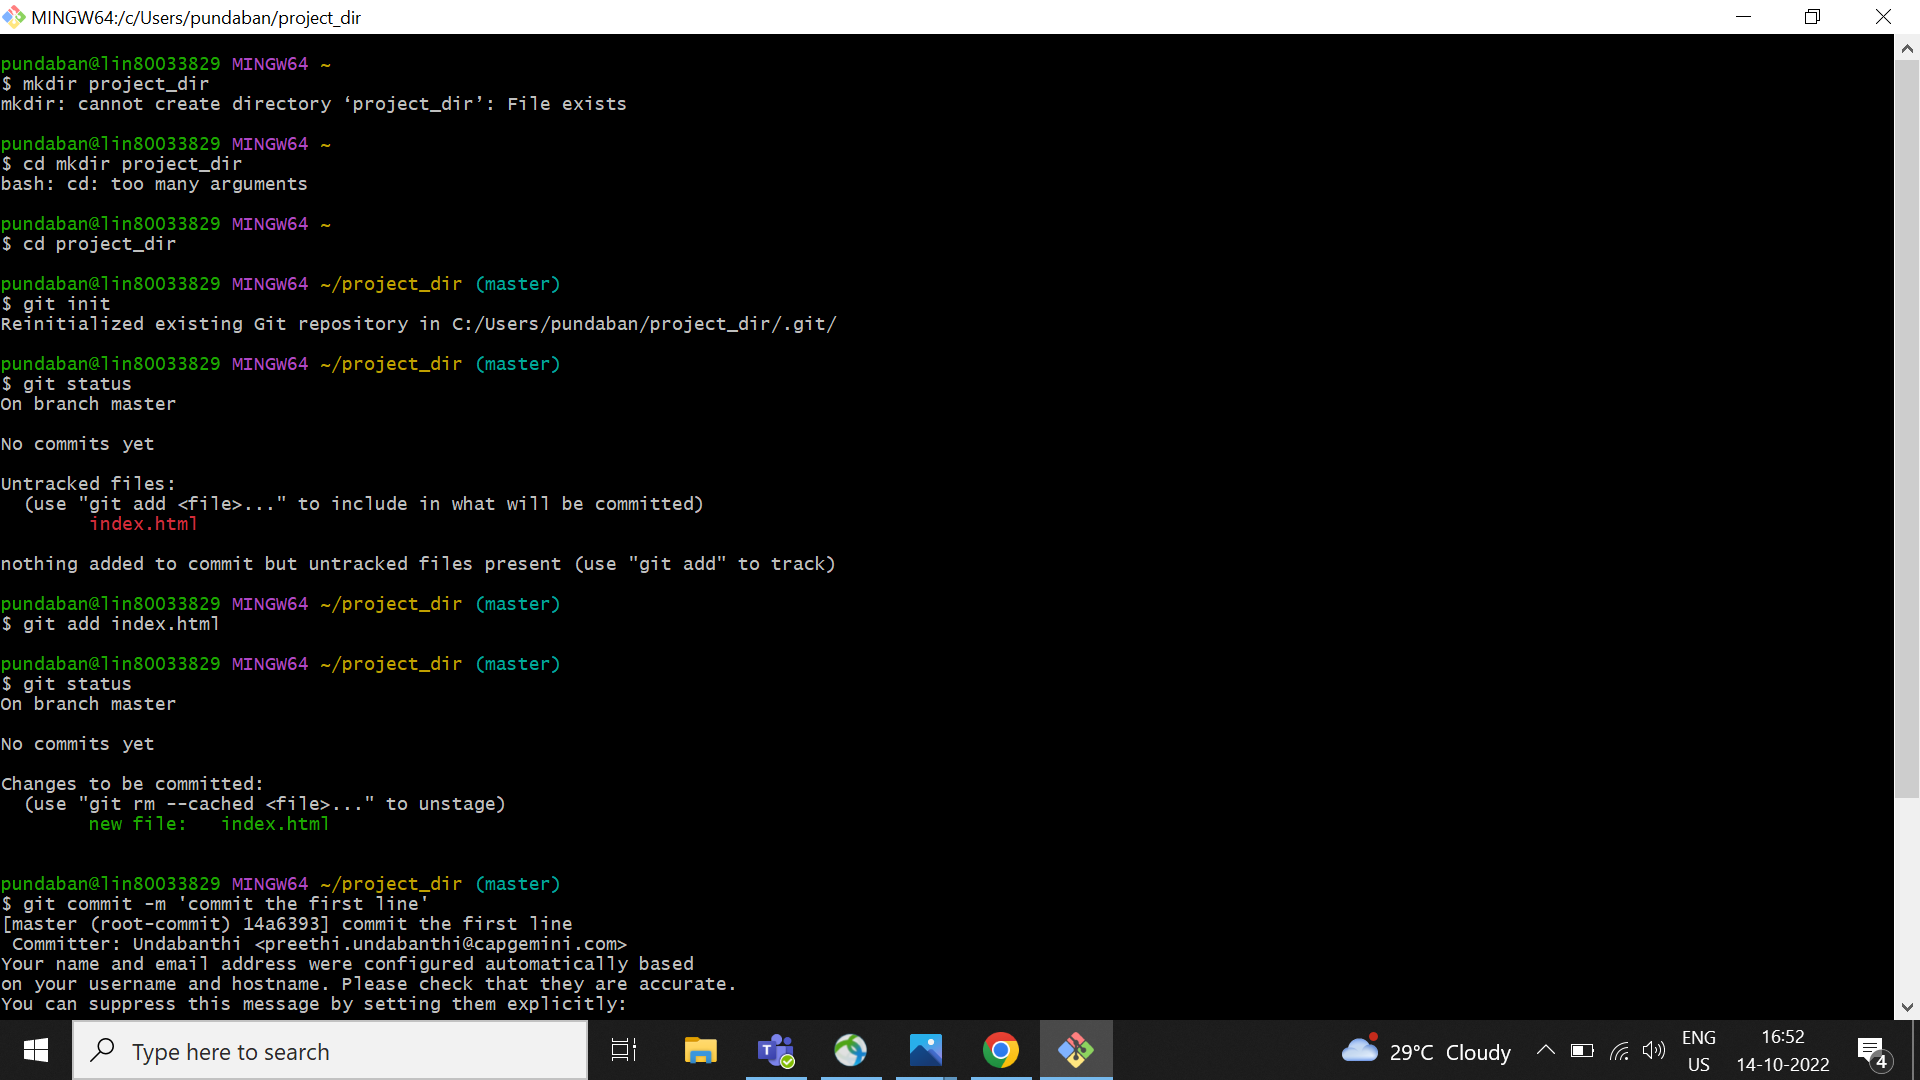 MINGW64:/c/Users/pundaban/project_dir
pundaban@lin80033829 MINGW64 ~
$ mkdir project_dir
mkdir: cannot create directory ‘project_dir’: File exists
pundaban@lin80033829 MINGW64 ~
$ cd mkdir project_dir
bash: cd: too many arguments
pundaban@lin80033829 MINGW64 ~
$ cd project_dir
pundaban@lin80033829 MINGW64 ~/project_dir (master)
$ git init
Reinitialized existing Git repository in C:/Users/pundaban/project_dir/.git/
pundaban@lin80033829 MINGW64 ~/project_dir (master)
$ git status
On branch master
No commits yet
Untracked files:
(use "git add <file>..." to include in what will be committed)
index.html
nothing added to commit but untracked files present (use "git add" to track)
pundaban@lin80033829 MINGW64 ~/project_dir (master)
$ git add index.html
pundaban@lin80033829 MINGW64 ~/project_dir (master)
$ git status
On branch master
No commits yet
Changes to be committed:
(use "git rm --cached <file>..." to unstage)
new file:   index.html
pundaban@lin80033829 MINGW64 ~/project_dir (master)
$ git commit -m 'commit the first line'
[master (root-commit) 14a6393] commit the first line
Committer: Undabanthi <preethi.undabanthi@capgemini.com>
Your name and email address were configured automatically based
on your username and hostname. Please check that they are accurate.
You can suppress this message by setting them explicitly:
Type here to search
29°C Cloudy
ENG
US
16:52
14-10-2022
4